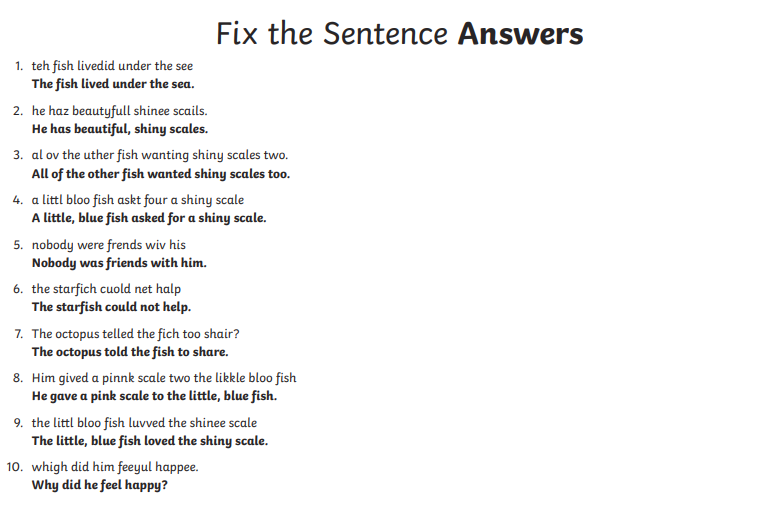 Fix the Sentence Answers
1. teh fish livedid under the see
The fish lived under the sea.
2. he haz beautyfull shinee scails.
He has beautiful, shiny scales.
3. al ov the uther fish wanting shiny scales two.
All of the other fish wanted shiny scales too.
4. a littl bloo fish askt four a shiny scale
A little, blue fish asked for a shiny scale.
5. nobody were frends wiv his
Nobody was friends with him.
6. the starfich cuold net halp
The starfish could not help.
7. The octopus telled the fich too shair?
The octopus told the fish to share.
8. Him gived a pinnk scale two the likkle bloo fish
He gave a pink scale to the little, blue fish.
9. the littl bloo fish luvved the shinee scale
The little, blue fish loved the shiny scale.
10. whigh did him feeyul happee.
Why did he feel happy?